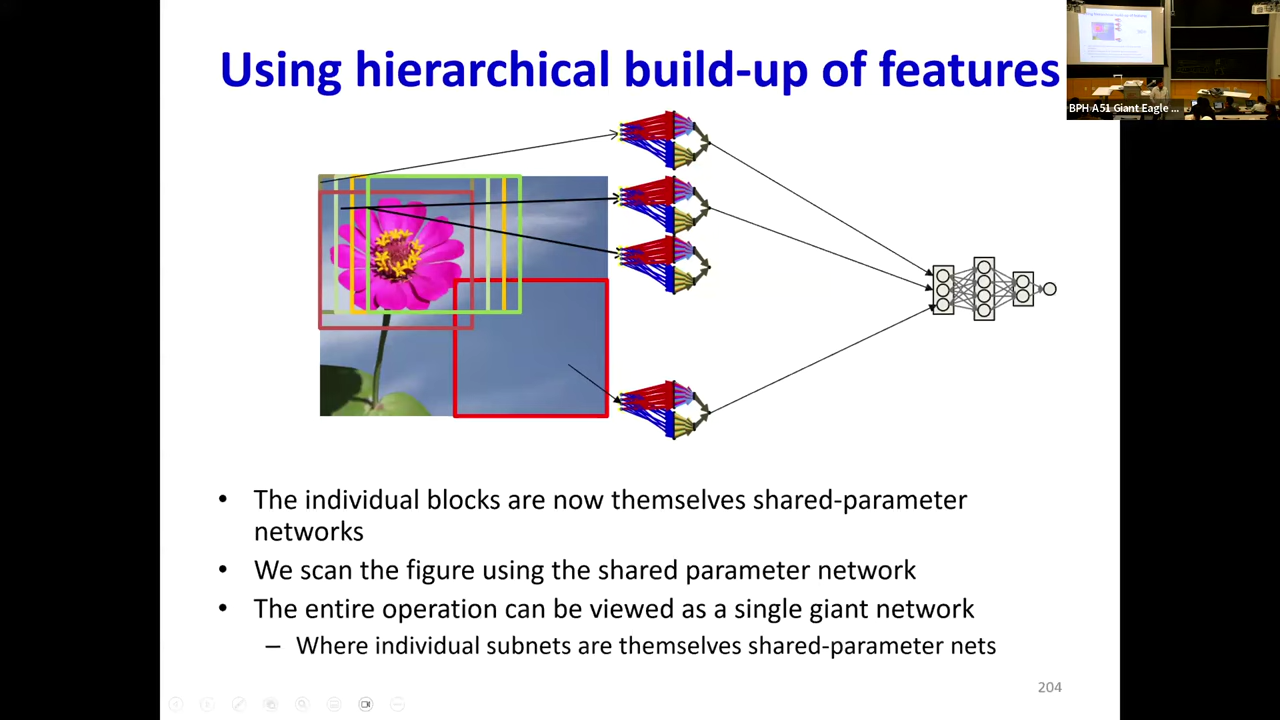 Using hierarchical build-up of features
BPH A51 Giant Eagle ...
• The individual blocks are now themselves shared-parameter
networks
• We scan the figure using the shared parameter network
• The entire operation can be viewed as a single giant network
– Where individual subnets are themselves shared-parameter nets
204